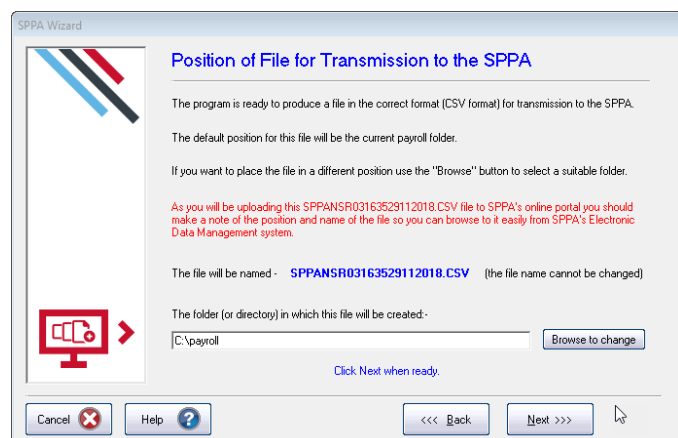 SPPA Wizard
Position of File for Transmission to the SPPA
The program is ready to produce a file in the correct format (CSV format) for transmission to the SPPA.
The default position for this file will be the current payroll folder.
If you want to place the file in a different position use the "Browse" button to select a suitable folder.
As you will be uploading this SPPANSR03163529112018.CSV file to SPPA's online portal you should
make a note of the position and name of the file so you can browse to it easily from SPPA's Electronic
Data Management system.
The file will be named - SPPANSR03163529112018.CSV (the file name cannot be changed)
The folder (or directory) in which this file will be created:-
C:\payroll
Browse to change
Click Next when ready.
Cancel
Help
<<< Back
Next >>>